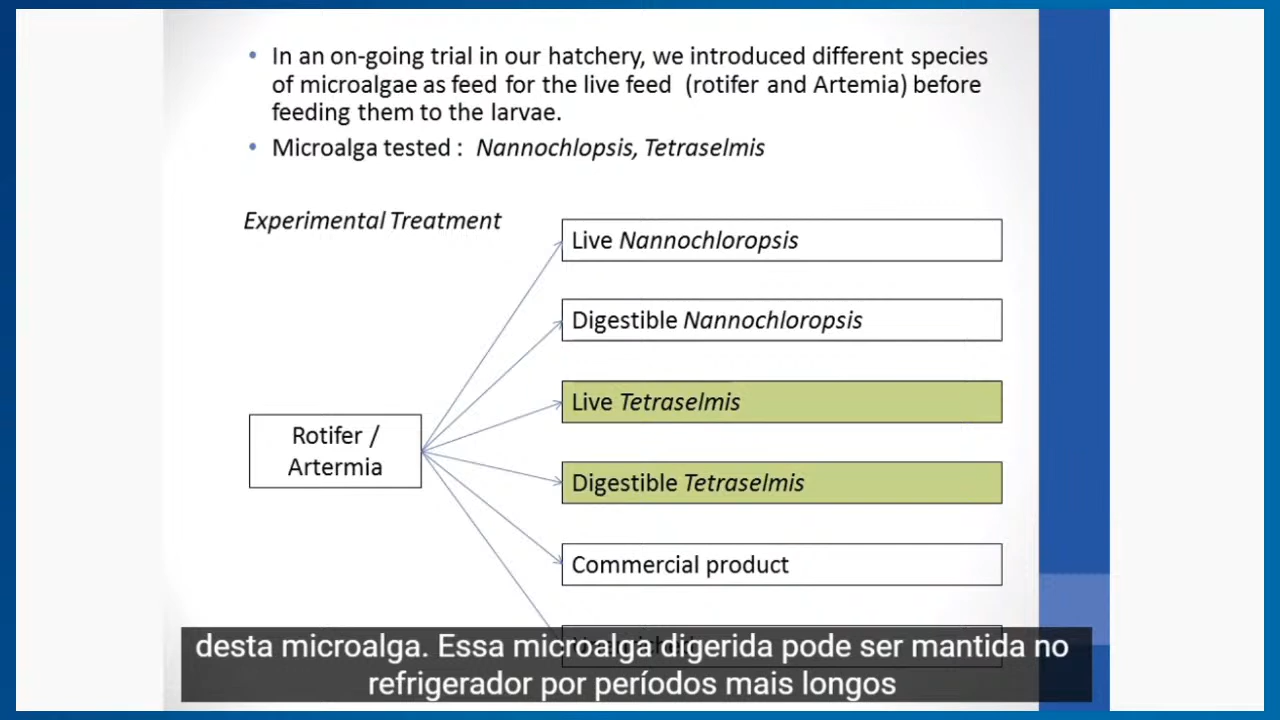 • In an on-going trial in our hatchery, we introduced different species
of microalgae as feed for the live feed (rotifer and Artemia) before
feeding them to the larvae.
• Microalga tested : Nannochlopsis, Tetraselmis
Experimental Treatment
Live Nannochloropsis
Digestible Nannochloropsis
Live Tetraselmis
Rotifer /
Artermia
Digestible Tetraselmis
Commercial product
desta microalga. Essa microalga digerida pode ser mantida no
refrigerador por períodos mais longos